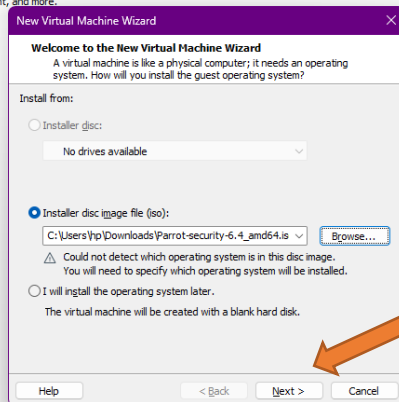 nt, and more.
New Virtual Machine Wizard
Welcome to the New Virtual Machine Wizard
A virtual machine is like a physical computer; it needs an operating
system. How will you install the guest operating system?
Install from:
Installer disc:
No drives available
Installer disc image file (iso):
C:\Users\hp\Downloads\Parrot-security-6.4_amd64.is
Browse...
Could not detect which operating system is in this disc image.
You will need to specify which operating system will be installed.
I will install the operating system later.
The virtual machine will be created with a blank hard disk.
Help
< Back
Next >
Cancel